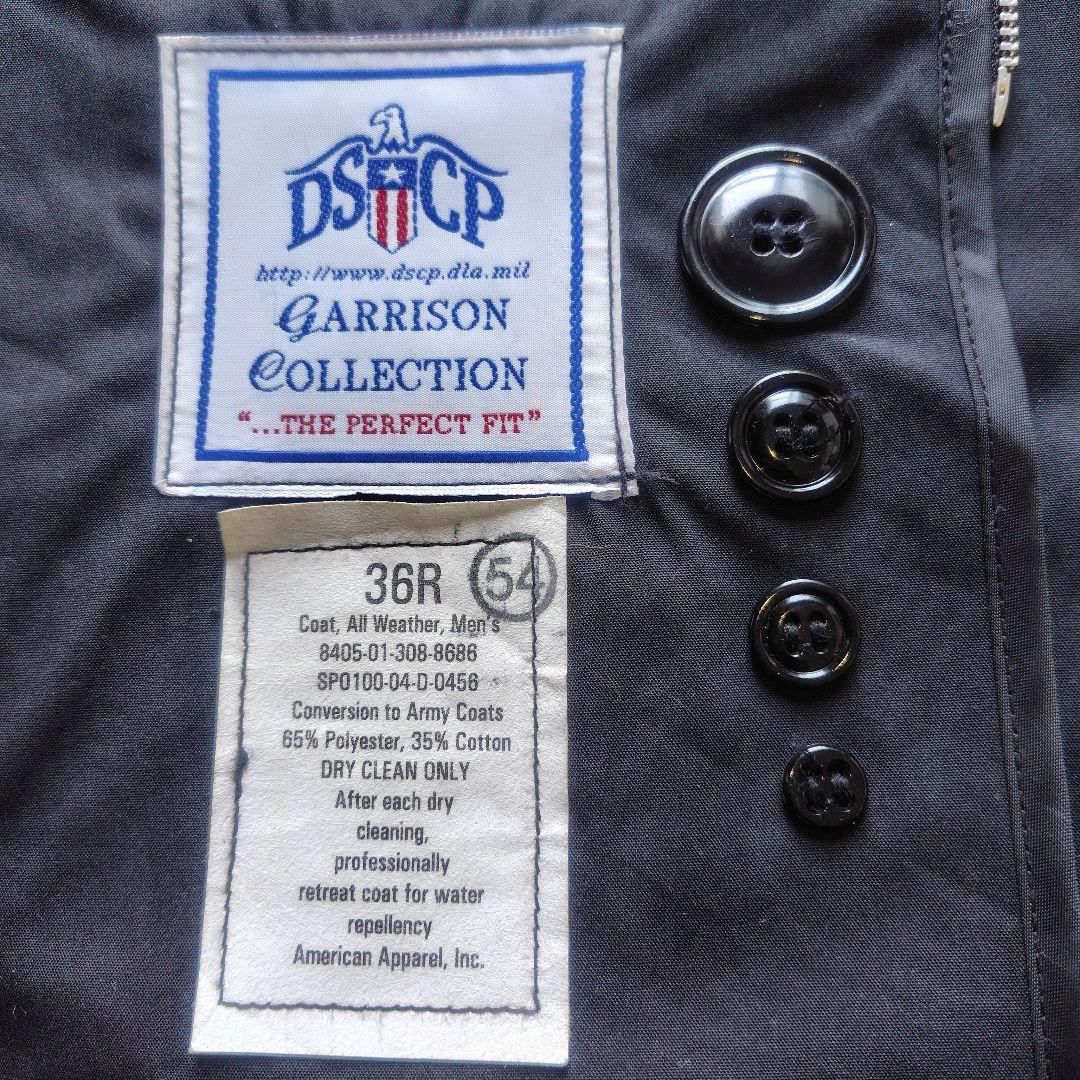 DSCP
http://www.dscp.dla.mil
GARRISON
COLLECTION
"...THE PERFECT FIT"
36R 54
Coat, All Weather, Men's
8405-01-308-8686
SPO100-04-D-0456
Conversion to Army Coats
65% Polyester, 35% Cotton
DRY CLEAN ONLY
After each dry
cleaning,
professionally
retreat coat for water
repellency
American Apparel, Inc.